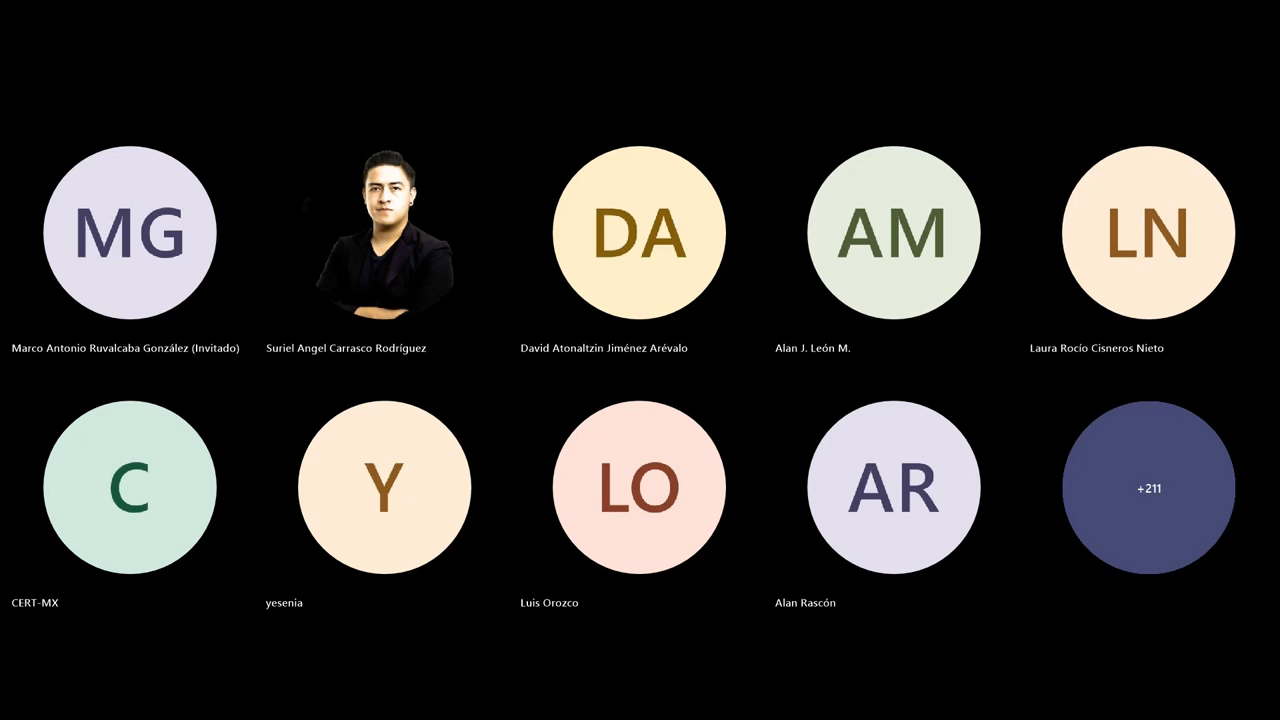 MG
DA
AM
LN
Marco Antonio Ruvalcaba González (Invitado)
Suriel Angel Carrasco Rodríguez
David Atonaltzin Jiménez Arévalo
Alan J. León M.
Laura Rocío Cisneros Nieto
C
Y
LO
AR
+211
CERT-MX
yesenia
Luis Orozco
Alan Rascón